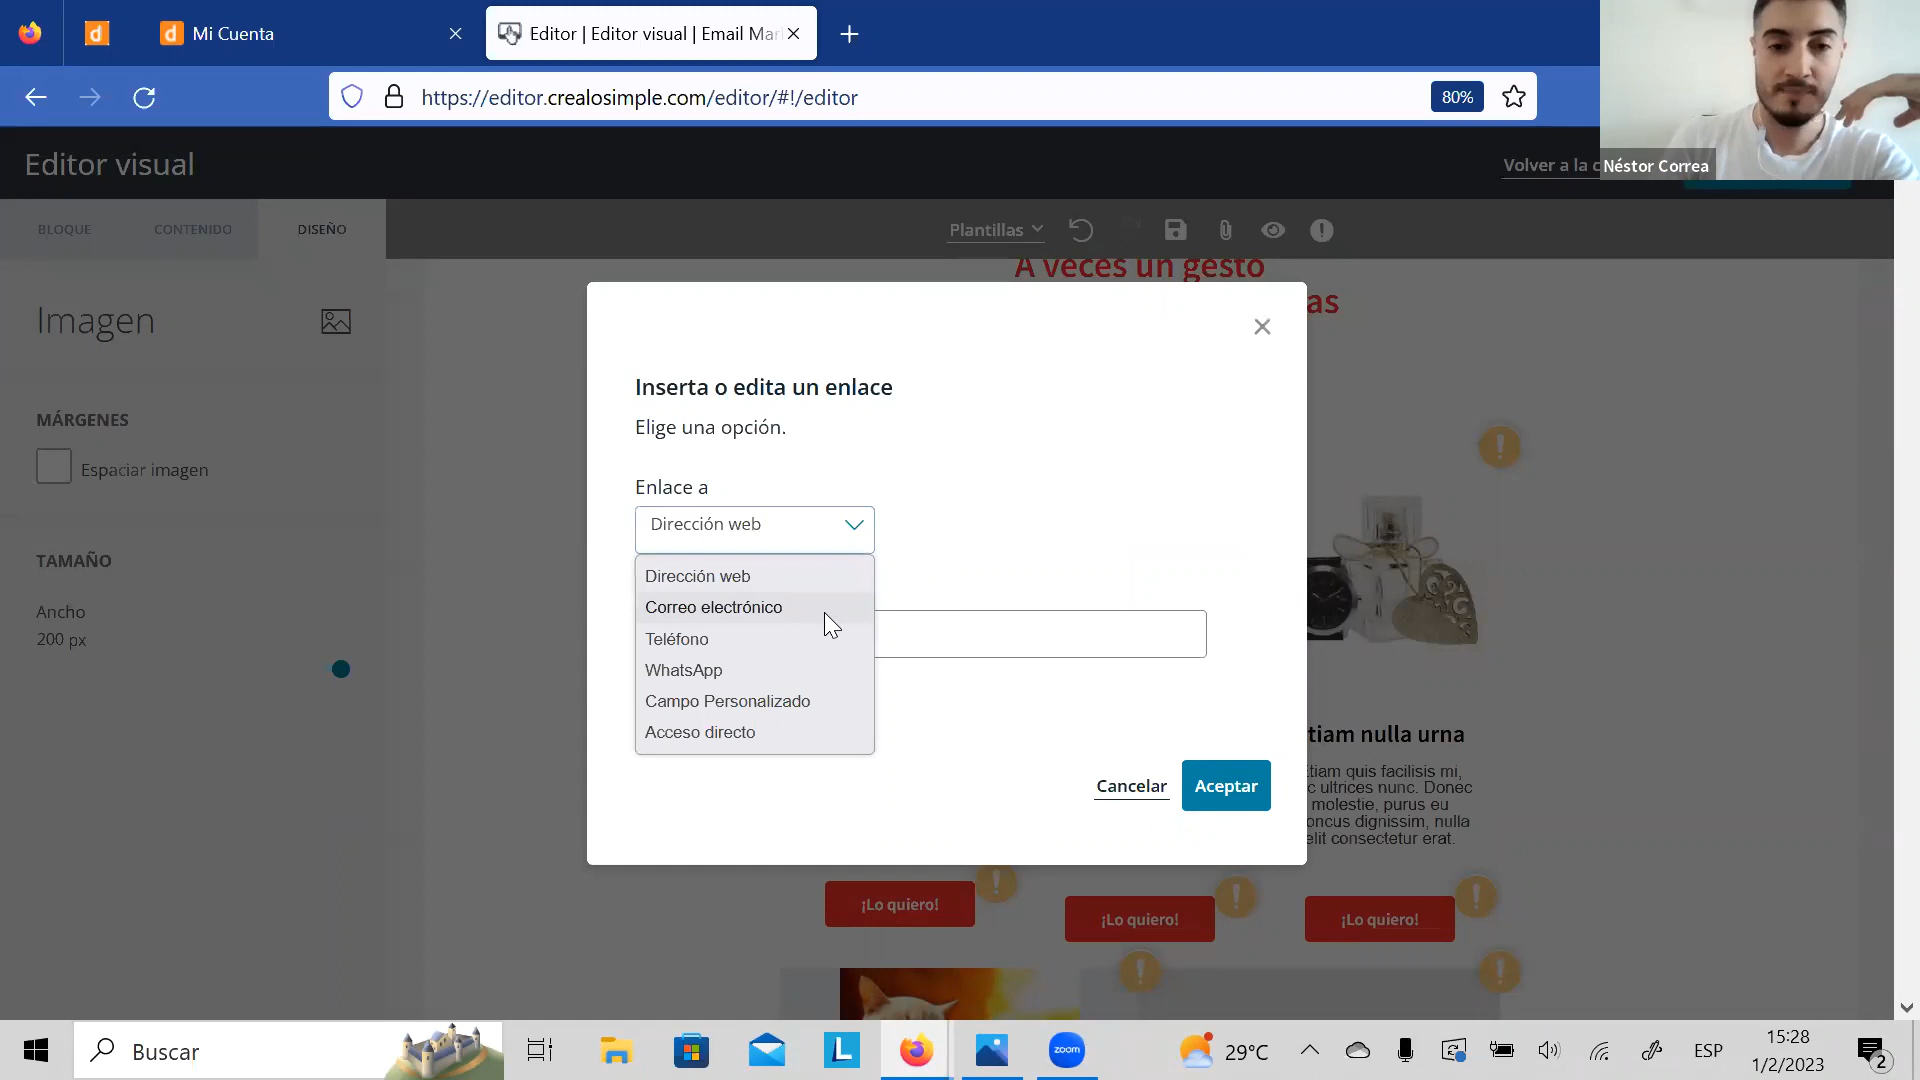 Mi Cuenta
Editor | Editor visual | Email Mar
https://editor.crealosimple.com/editor/#!/editor
80%
Néstor Correa
Editor visual
Volver a la c
BLOQUE
CONTENIDO
DISEÑO
Plantillas
A veces un gesto
as
Imagen
MÁRGENES
Espaciar imagen
TAMAÑO
Ancho
200 px
Inserta o edita un enlace
Elige una opción.
Enlace a
Dirección web
Dirección web
Correo electrónico
Teléfono
WhatsApp
Campo Personalizado
Acceso directo
Cancelar
Aceptar
tiam nulla urna
tiam quis facilisis mi,
c ultrices nunc. Donec
molestie, purus eu
oncus dignissim, nulla
elit consectetur erat.
¡Lo quiero!
¡Lo quiero!
¡Lo quiero!
Buscar
zoom
29°C
ESP
15:28
1/2/2023
2